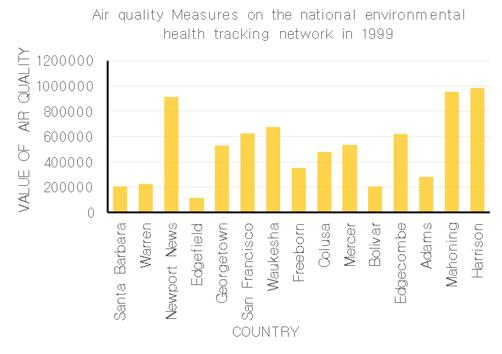 Air quality Measures on the national environmental
health tracking network in 1999
VALUE OF AIR QUALITY
1200000
1000000
800000
600000
400000
200000
0
Santa Barbara
Warren
Newport News
Edgefield
Georgetown
San Francisco
Waukesha
Freeborn
Colusa
Mercer
Bolivar
Edgecombe
Adams
Mahoning
Harrison
COUNTRY